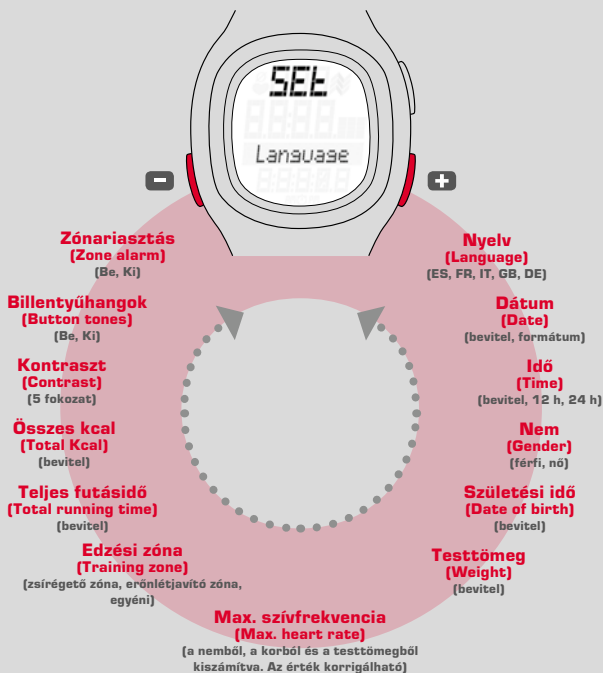 SEt
Language
−
+
Nyelv
(Language)
(ES, FR, IT, GB, DE)
Dátum
(Date)
(bevitel, formátum)
Idő
(Time)
(bevitel, 12 h, 24 h)
Nem
(Gender)
(férfi, nő)
Születési idő
(Date of birth)
(bevitel)
Testtömeg
(Weight)
(bevitel)
Max. szívfrekvencia
(Max. heart rate)
(a nemből, a korból és a testtömegből
kiszámítva. Az érték korrigálható)
Edzési zóna
(Training zone)
(zsírégető zóna, erőnlétjavító zóna,
egyéni)
Teljes futásidő
(Total running time)
(bevitel)
Összes kcal
(Total Kcal)
(bevitel)
Kontraszt
(Contrast)
(5 fokozat)
Billentyűhangok
(Button tones)
(Be, Ki)
Zónariasztás
(Zone alarm)
(Be, Ki)